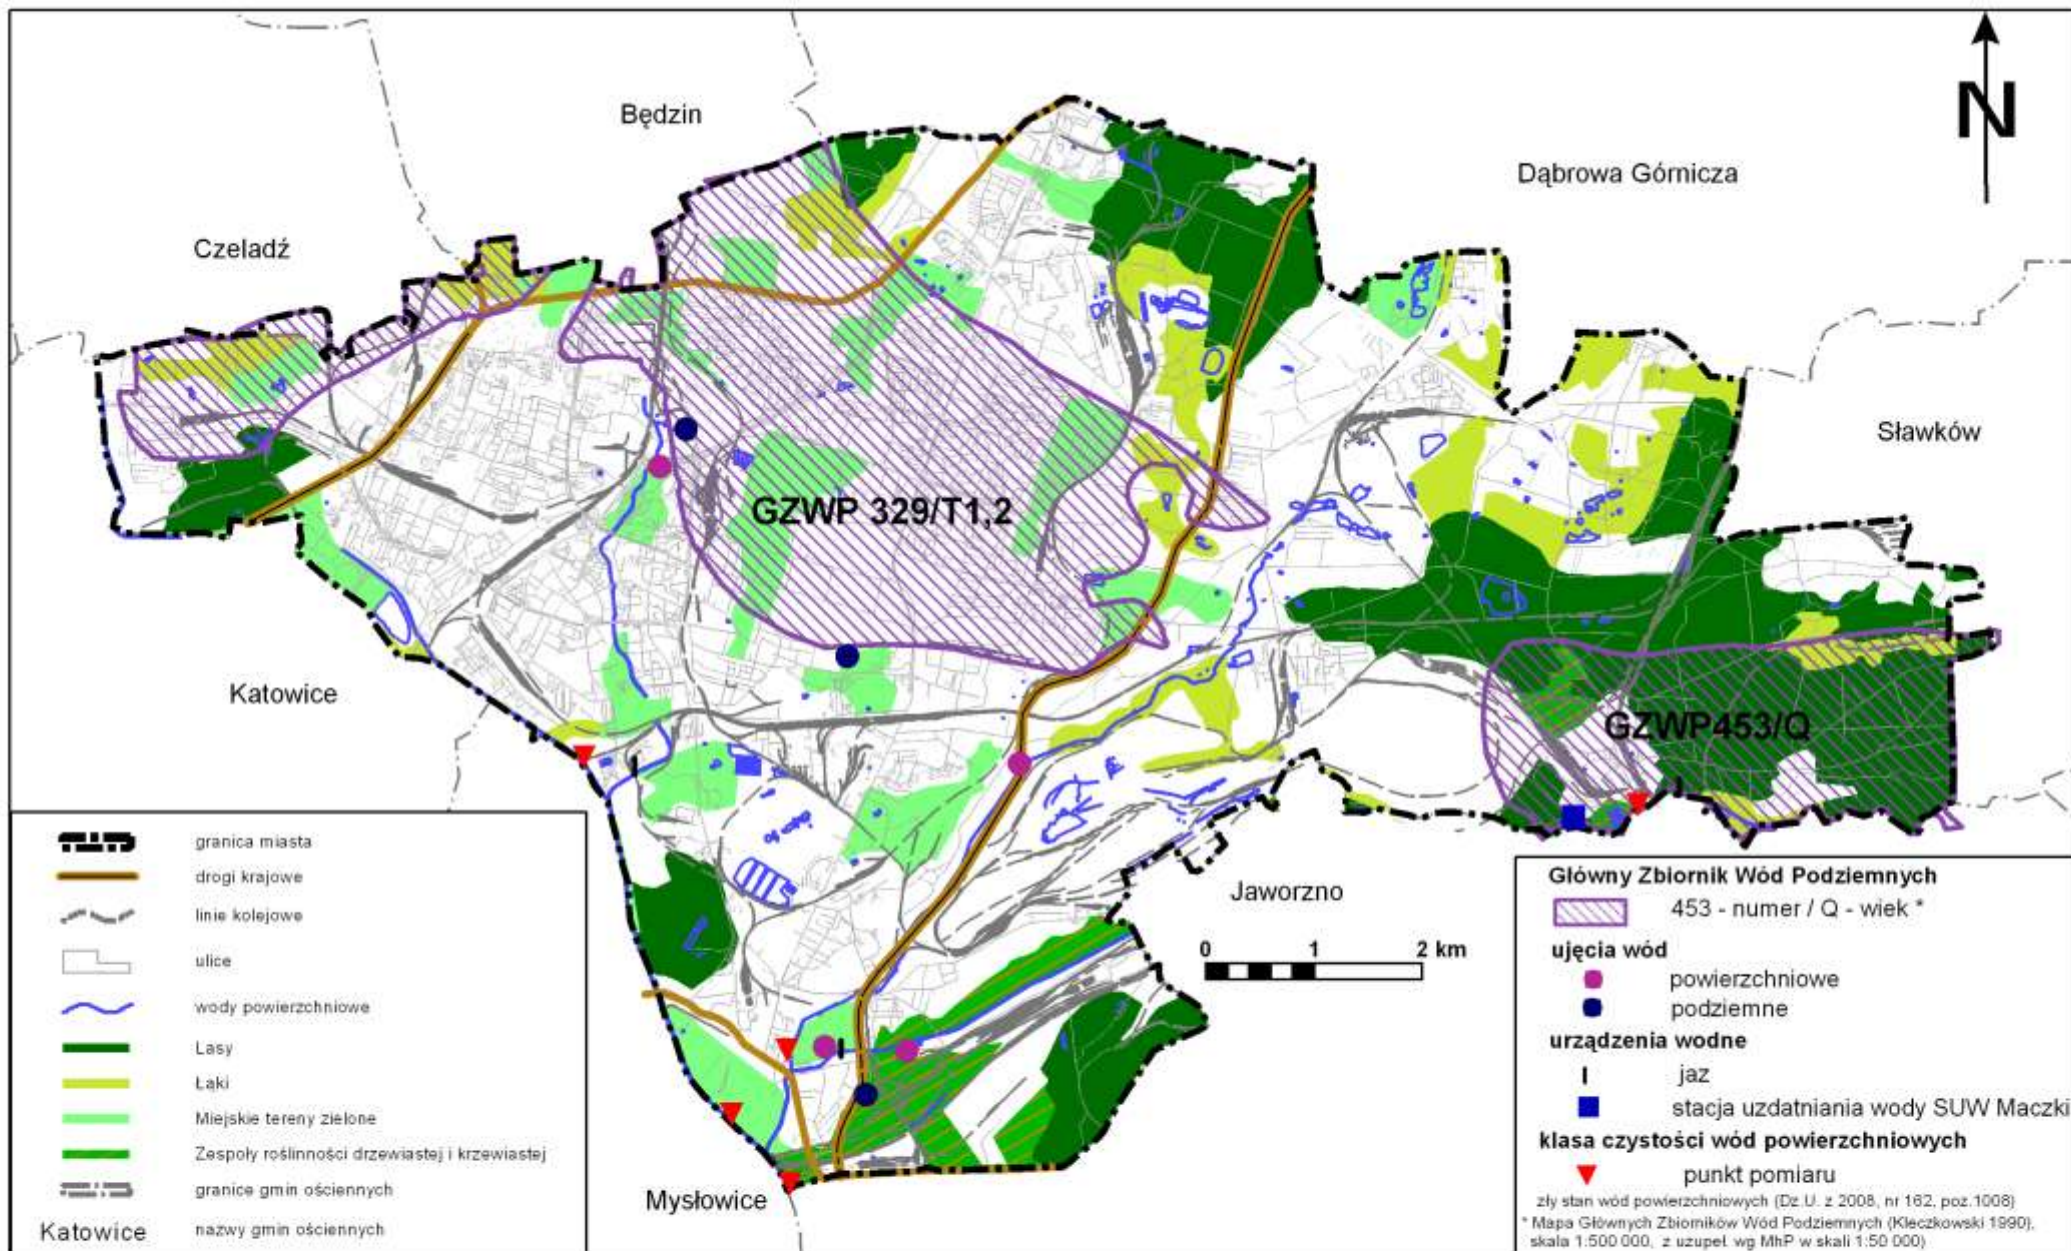 N
Będzin
Dąbrowa Górnicza
Czeladź
Sławków
GZWP 329/T1,2
Katowice
GZWP453/Q
Jaworzno
0 1 2 km
Mysłowice
granica miasta
drogi krajowe
linie kolejowe
ulice
wody powierzchniowe
Lasy
Łąki
Miejskie tereny zielone
Zespoły roślinności drzewiastej i krzewiastej
granice gmin ościennych
Katowice nazwy gmin ościennych
Główny Zbiornik Wód Podziemnych
453 - numer / Q - wiek *
ujęcia wód
powierzchniowe
podziemne
urządzenia wodne
jaz
stacja uzdatniania wody SUW Maczki
klasa czystości wód powierzchniowych
punkt pomiaru
zły stan wód powierzchniowych (Dz.U. z 2008, nr 162, poz.1008)
* Mapa Głównych Zbiorników Wód Podziemnych (Kleczkowski 1990),
skala 1:500 000, z uzupeł. wg MhP w skali 1:50 000)